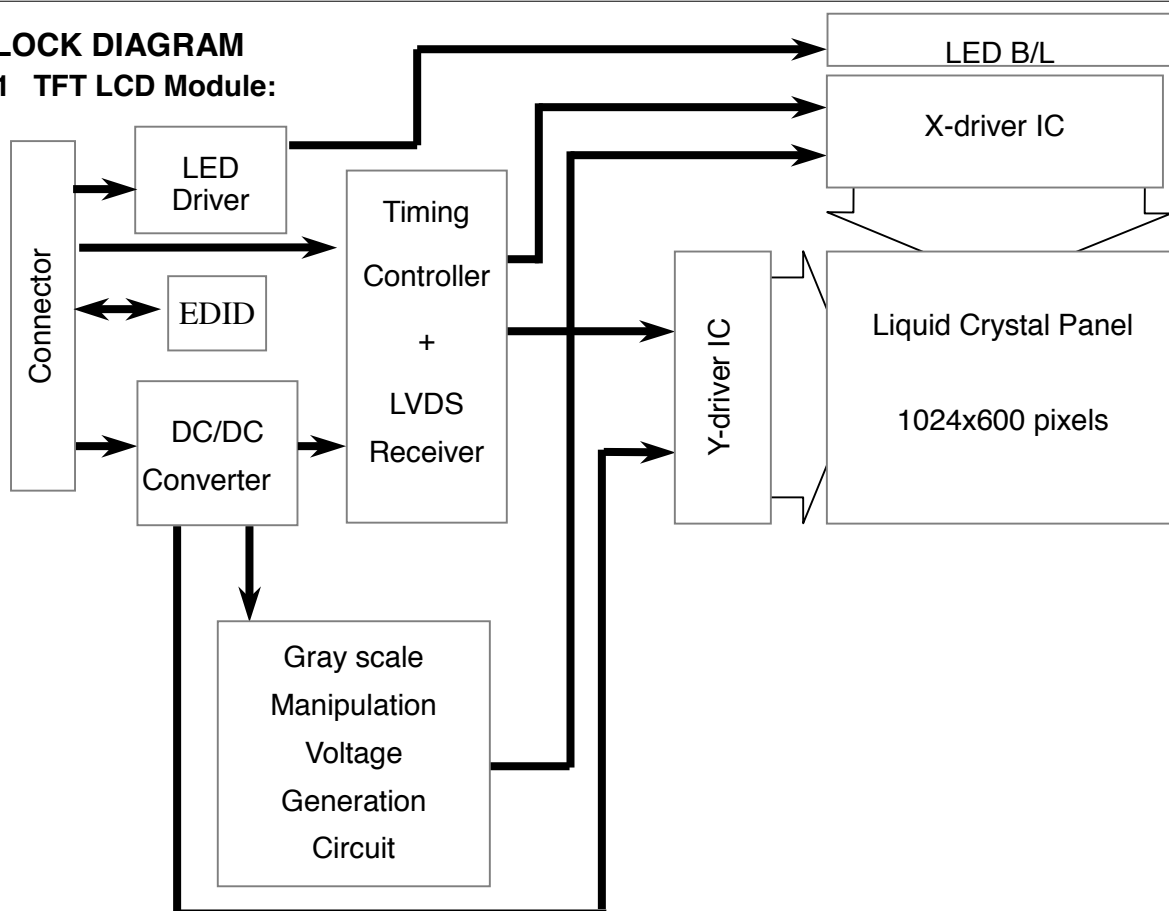 LOCK DIAGRAM
1 TFT LCD Module:
LED B/L
X-driver IC
LED
Driver
Timing
Controller
+
LVDS
Receiver
Connector
EDID
DC/DC
Converter
Y-driver IC
Liquid Crystal Panel
1024x600 pixels
Gray scale
Manipulation
Voltage
Generation
Circuit